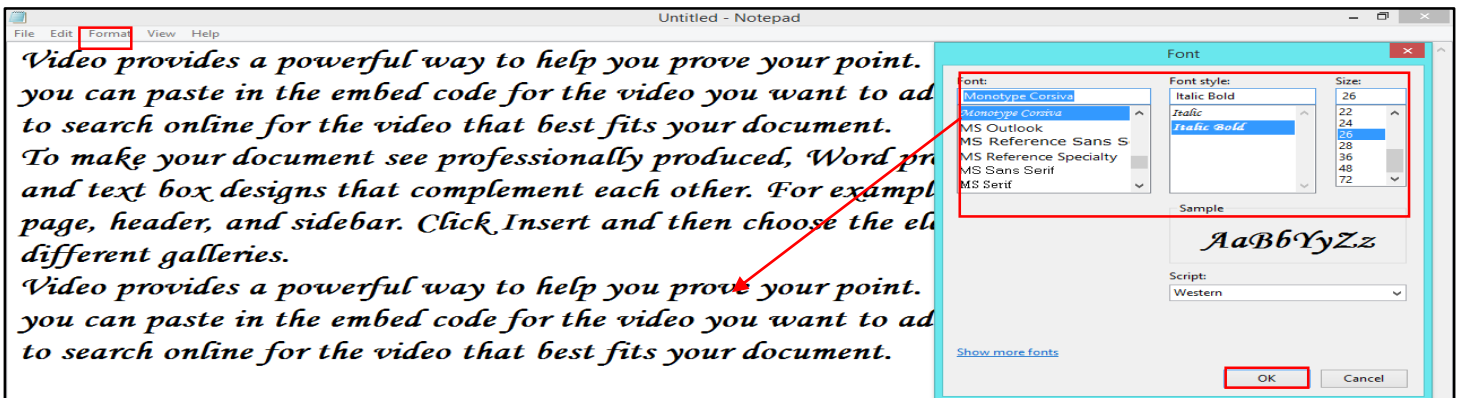 Untitled - Notepad
File Edit Format View Help
Video provides a powerful way to help you prove your point.
you can paste in the embed code for the video you want to ad
to search online for the video that best fits your document.
To make your document see professionally produced, Word pr
and text box designs that complement each other. For exampl
page, header, and sidebar. Click Insert and then choose the el
different galleries.
Video provides a powerful way to help you prove your point.
you can paste in the embed code for the video you want to ad
to search online for the video that best fits your document.
Font
Font:
Monotype Corsiva
Monotype Corsiva
MS Outlook
MS Reference Sans S
MS Reference Specialty
MS Sans Serif
MS Serif
Font style:
Italic Bold
Italic
Italic Bold
Size:
26
22
24
26
28
36
48
72
Sample
AaBbYyZz
Script:
Western
Show more fonts
OK Cancel